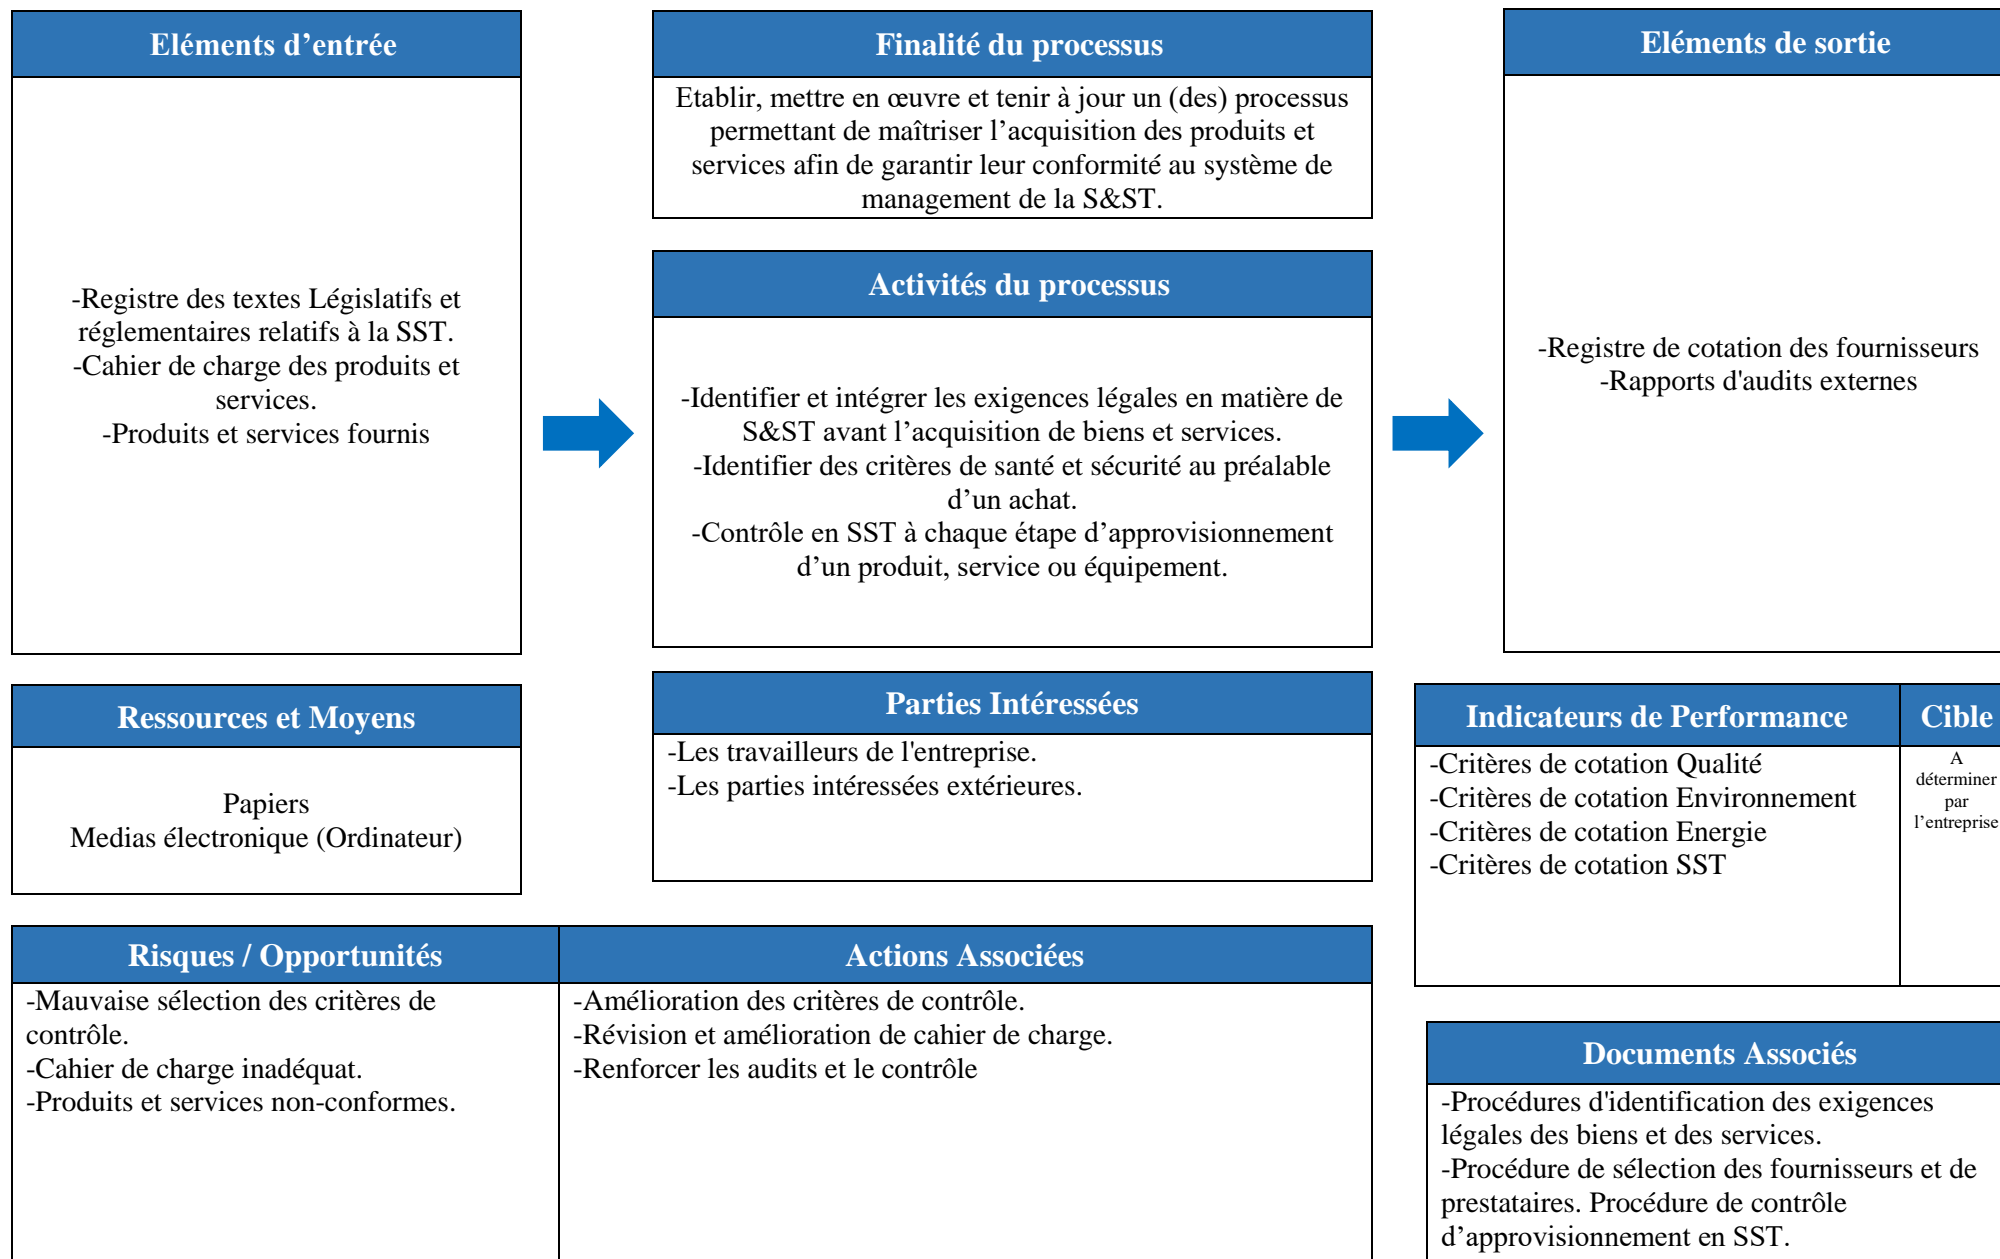 Eléments d’entrée
-Registre des textes Législatifs et
réglementaires relatifs à la SST.
-Cahier de charge des produits et
services.
-Produits et services fournis
Finalité du processus
Etablir, mettre en œuvre et tenir à jour un (des) processus
permettant de maîtriser l’acquisition des produits et
services afin de garantir leur conformité au système de
management de la S&ST.
Activités du processus
-Identifier et intégrer les exigences légales en matière de
S&ST avant l’acquisition de biens et services.
-Identifier des critères de santé et sécurité au préalable
d’un achat.
-Contrôle en SST à chaque étape d’approvisionnement
d’un produit, service ou équipement.
Eléments de sortie
-Registre de cotation des fournisseurs
-Rapports d'audits externes
Ressources et Moyens
Papiers
Medias électronique (Ordinateur)
Parties Intéressées
-Les travailleurs de l'entreprise.
-Les parties intéressées extérieures.
Indicateurs de Performance
-Critères de cotation Qualité
-Critères de cotation Environnement
-Critères de cotation Energie
-Critères de cotation SST
Cible
A
déterminer
par
l’entreprise
Risques / Opportunités
-Mauvaise sélection des critères de
contrôle.
-Cahier de charge inadéquat.
-Produits et services non-conformes.
Actions Associées
-Amélioration des critères de contrôle.
-Révision et amélioration de cahier de charge.
-Renforcer les audits et le contrôle
Documents Associés
-Procédures d'identification des exigences
légales des biens et des services.
-Procédure de sélection des fournisseurs et de
prestataires. Procédure de contrôle
d’approvisionnement en SST.